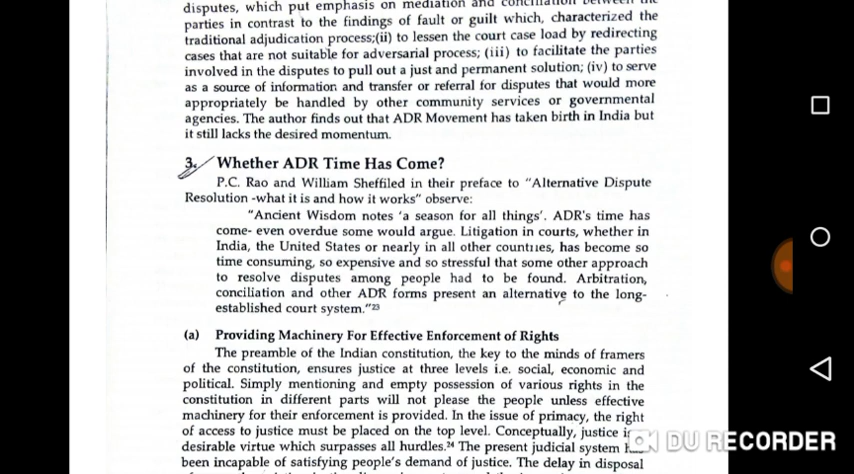 disputes, which put emphasis on mediation and conciliation between the
parties in contrast to the findings of fault or guilt which, characterized the
traditional adjudication process;(ii) to lessen the court case load by redirecting
cases that are not suitable for adversarial process; (iii) to facilitate the parties
involved in the disputes to pull out a just and permanent solution; (iv) to serve
as a source of information and transfer or referral for disputes that would more
appropriately be handled by other community services or governmental
agencies. The author finds out that ADR Movement has taken birth in India but
it still lacks the desired momentum.
3. Whether ADR Time Has Come?
P.C. Rao and William Sheffiled in their preface to "Alternative Dispute
Resolution -what it is and how it works" observe:
"Ancient Wisdom notes 'a season for all things'. ADR's time has
come- even overdue some would argue. Litigation in courts, whether in
India, the United States or nearly in all other countries, has become so
time consuming, so expensive and so stressful that some other approach
to resolve disputes among people had to be found. Arbitration,
conciliation and other ADR forms present an alternative to the long-
established court system."23
(a) Providing Machinery For Effective Enforcement of Rights
The preamble of the Indian constitution, the key to the minds of framers
of the constitution, ensures justice at three levels i.e. social, economic and
political. Simply mentioning and empty possession of various rights in the
constitution in different parts will not please the people unless effective
machinery for their enforcement is provided. In the issue of primacy, the right
of access to justice must be placed on the top level. Conceptually, justice is
desirable virtue which surpasses all hurdles.24 The present judicial system has
been incapable of satisfying people's demand of justice. The delay in disposal
DU RECORDER